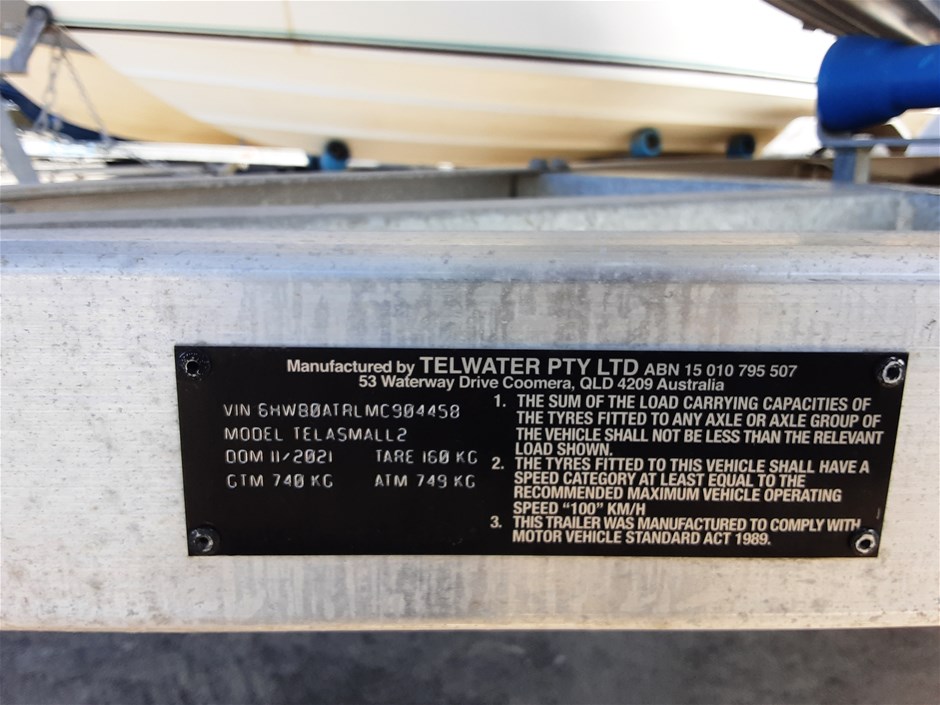 Manufactured by TELWATER PTY LTD ABN 15 010 795 507
53 Waterway Drive Coomera, QLD 4209 Australia
VIN 6HWB0ATRLMC904458
MODEL TELASMALL2
DOM 11/2021 TARE 160 KG
GTM 740 KG ATM 749 KG
1. THE SUM OF THE LOAD CARRYING CAPACITIES OF
THE TYRES FITTED TO ANY AXLE OR AXLE GROUP OF
THE VEHICLE SHALL NOT BE LESS THAN THE RELEVANT
LOAD SHOWN.
2. THE TYRES FITTED TO THIS VEHICLE SHALL HAVE A
SPEED CATEGORY AT LEAST EQUAL TO THE
RECOMMENDED MAXIMUM VEHICLE OPERATING
SPEED "100" KM/H
3. THIS TRAILER WAS MANUFACTURED TO COMPLY WITH
MOTOR VEHICLE STANDARD ACT 1989.